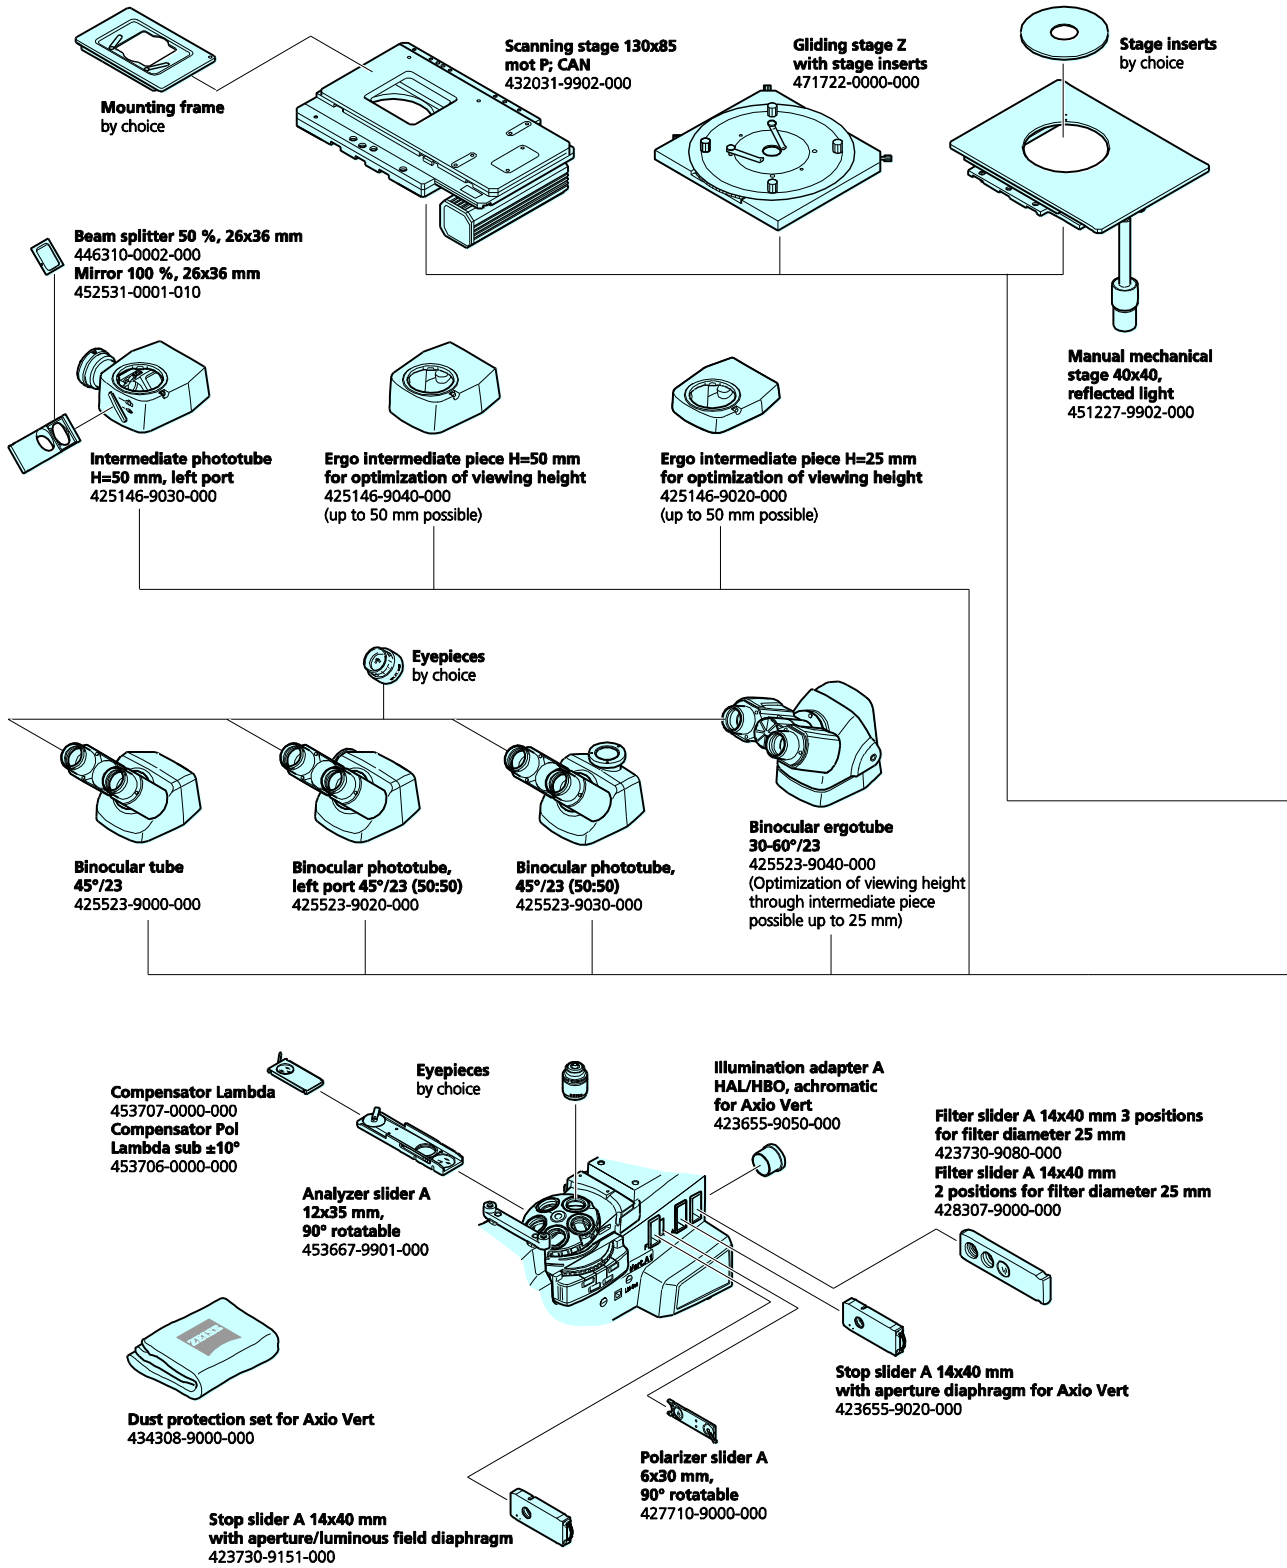 Scanning stage 130x85
mot P; CAN
432031-9902-000
Gliding stage Z
with stage inserts
471722-0000-000
Stage inserts
by choice
Mounting frame
by choice
Beam splitter 50 %, 26x36 mm
446310-0002-000
Mirror 100 %, 26x36 mm
452531-0001-010
Manual mechanical
stage 40x40,
reflected light
451227-9902-000
Intermediate phototube
H=50 mm, left port
425146-9030-000
Ergo intermediate piece H=50 mm
for optimization of viewing height
425146-9040-000
(up to 50 mm possible)
Ergo intermediate piece H=25 mm
for optimization of viewing height
425146-9020-000
(up to 50 mm possible)
Eyepieces
by choice
Binocular tube
45°/23
425523-9000-000
Binocular phototube,
left port 45°/23 (50:50)
425523-9020-000
Binocular phototube,
45°/23 (50:50)
425523-9030-000
Binocular ergotube
30-60°/23
425523-9040-000
(Optimization of viewing height
through intermediate piece
possible up to 25 mm)
Compensator Lambda
453707-0000-000
Compensator Pol
Lambda sub ±10°
453706-0000-000
Eyepieces
by choice
Illumination adapter A
HAL/HBO, achromatic
for Axio Vert
423655-9050-000
Filter slider A 14x40 mm 3 positions
for filter diameter 25 mm
423730-9080-000
Filter slider A 14x40 mm
2 positions for filter diameter 25 mm
428307-9000-000
Analyzer slider A
12x35 mm,
90° rotatable
453667-9901-000
Vert.A1
ZEISS
Dust protection set for Axio Vert
434308-9000-000
Stop slider A 14x40 mm
with aperture diaphragm for Axio Vert
423655-9020-000
Polarizer slider A
6x30 mm,
90° rotatable
427710-9000-000
Stop slider A 14x40 mm
with aperture/luminous field diaphragm
423730-9151-000